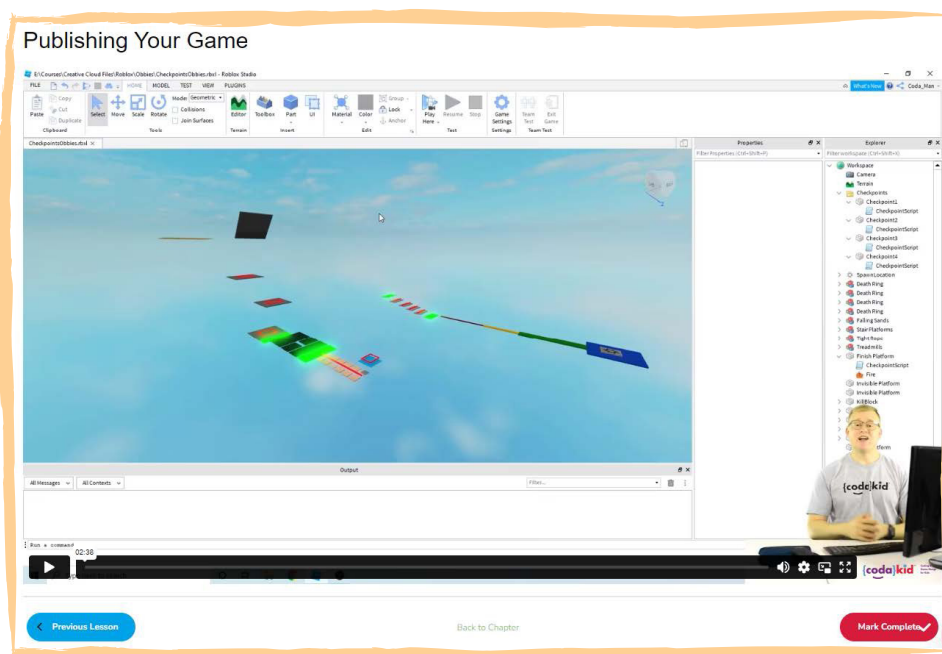 Publishing Your Game
E:\Courses\Creative Cloud Files\Roblox\Obbies\CheckpointsObbies.rbxl - Roblox Studio
FILE HOME MODEL TEST VIEW PLUGINS What's New Coda_Man
Copy Mode: Geometric Group
Cut Collisions Lock
Duplicate Join Surfaces Anchor
Paste Select Move Scale Rotate Editor Toolbox Part UI Material Color Play Here Resume Stop Game Settings Team Test Exit Game
Clipboard Tools Terrain Insert Edit Test Settings Team Test
CheckpointsObbies.rbxl × Properties Explorer
Filter Properties (Ctrl+Shift+P) Filter workspace (Ctrl+Shift+X)
Workspace
Camera
Terrain
Checkpoints
Checkpoint1
CheckpointScript
Checkpoint2
CheckpointScript
Checkpoint3
CheckpointScript
Checkpoint4
CheckpointScript
SpawnLocation
Death Ring
Death Ring
Death Ring
Death Ring
Falling Sands
Stair Platforms
Tight Rope
Treadmills
Finish Platform
CheckpointScript
Fire
Invisible Platform
Invisible Platform
KillBlock
Output
All Messages All Contexts Filter...
{coda}kid
Run a command
02:38
{coda}kid
Previous Lesson Back to Chapter Mark Complete